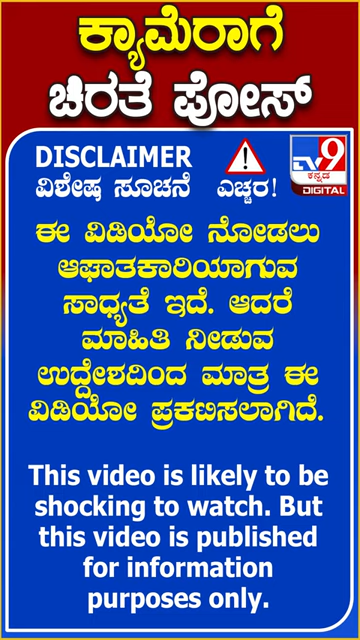 ಕ್ಯಾಮೆರಾಗೆ
ಚಿರತೆ ಪೋಸ್
DISCLAIMER
ವಿಶೇಷ ಸೂಚನೆ ಎಚ್ಚರ!
TV9
ಕನ್ನಡ
DIGITAL
ಈ ವಿಡಿಯೋ ನೋಡಲು
ಆಘಾತಕಾರಿಯಾಗುವ
ಸಾಧ್ಯತೆ ಇದೆ. ಆದರೆ
ಮಾಹಿತಿ ನೀಡುವ
ಉದ್ದೇಶದಿಂದ ಮಾತ್ರ ಈ
ವಿಡಿಯೋ ಪ್ರಕಟಿಸಲಾಗಿದೆ.
This video is likely to be
shocking to watch. But
this video is published
for information
purposes only.